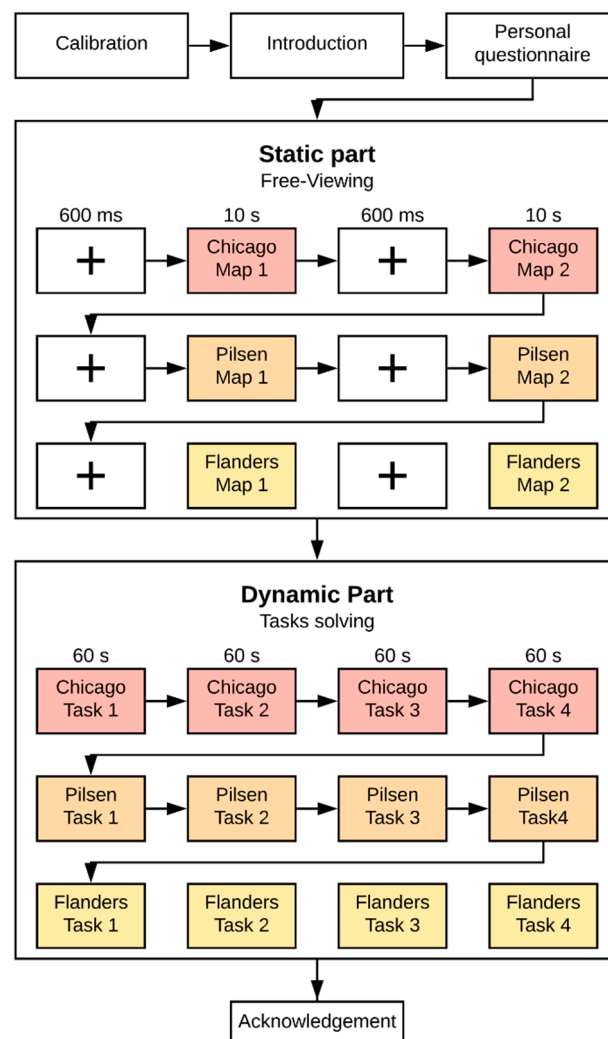 Calibration
Introduction
Personal
questionnaire
Static part
Free-Viewing
600 ms
10 s
600 ms
10 s
Chicago
Map 1
Chicago
Map 2
Pilsen
Map 1
Pilsen
Map 2
Flanders
Map 1
Flanders
Map 2
Dynamic Part
Tasks solving
60 s
60 s
60 s
60 s
Chicago
Task 1
Chicago
Task 2
Chicago
Task 3
Chicago
Task 4
Pilsen
Task 1
Pilsen
Task 2
Pilsen
Task 3
Pilsen
Task4
Flanders
Task 1
Flanders
Task 2
Flanders
Task 3
Flanders
Task 4
Acknowledgement